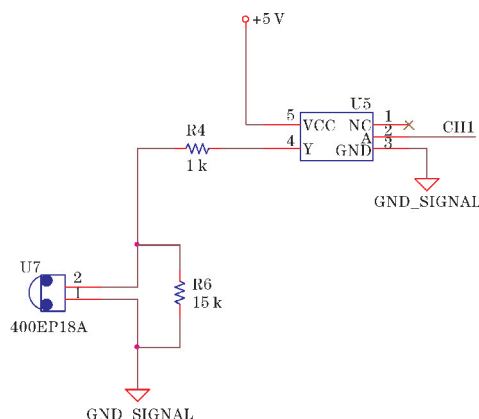 +5 V
U5
R4
5
VCC
NC
1
A
2
CH1
4
Y
GND
3
1 k
GND_SIGNAL
U7
2
1
R6
15 k
400EP18A
GND_SIGNAL